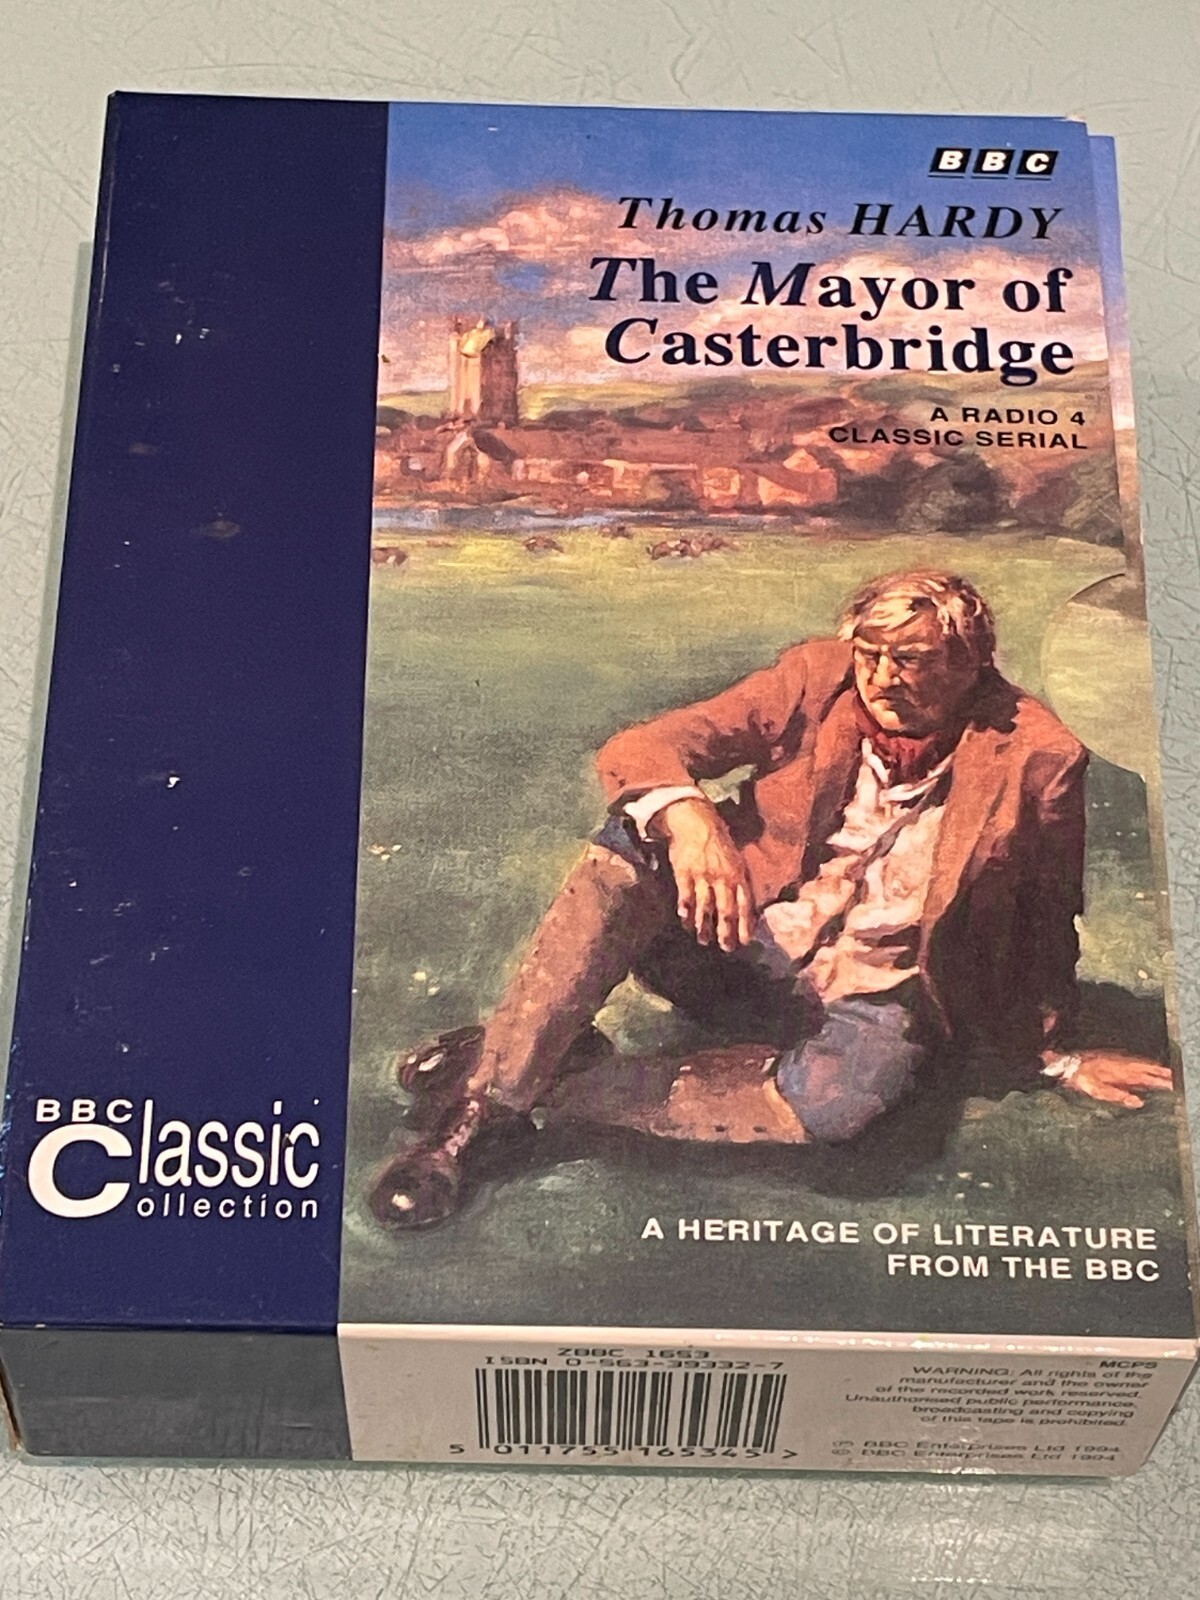 BBC
Thomas HARDY
The Mayor of
Casterbridge
A RADIO 4
CLASSIC SERIAL
BBC
Classic
Collection
A HERITAGE OF LITERATURE
FROM THE BBC
ZBBC 1653
ISBN 0-563-39332-7
5 011755 165345 >
MCPS
WARNING: All rights of the
manufacturer and the owner
of the recorded work reserved.
Unauthorised public performance,
broadcasting and copying
of this tape is prohibited.
℗ BBC Enterprises Ltd 1994
© BBC Enterprises Ltd 1994